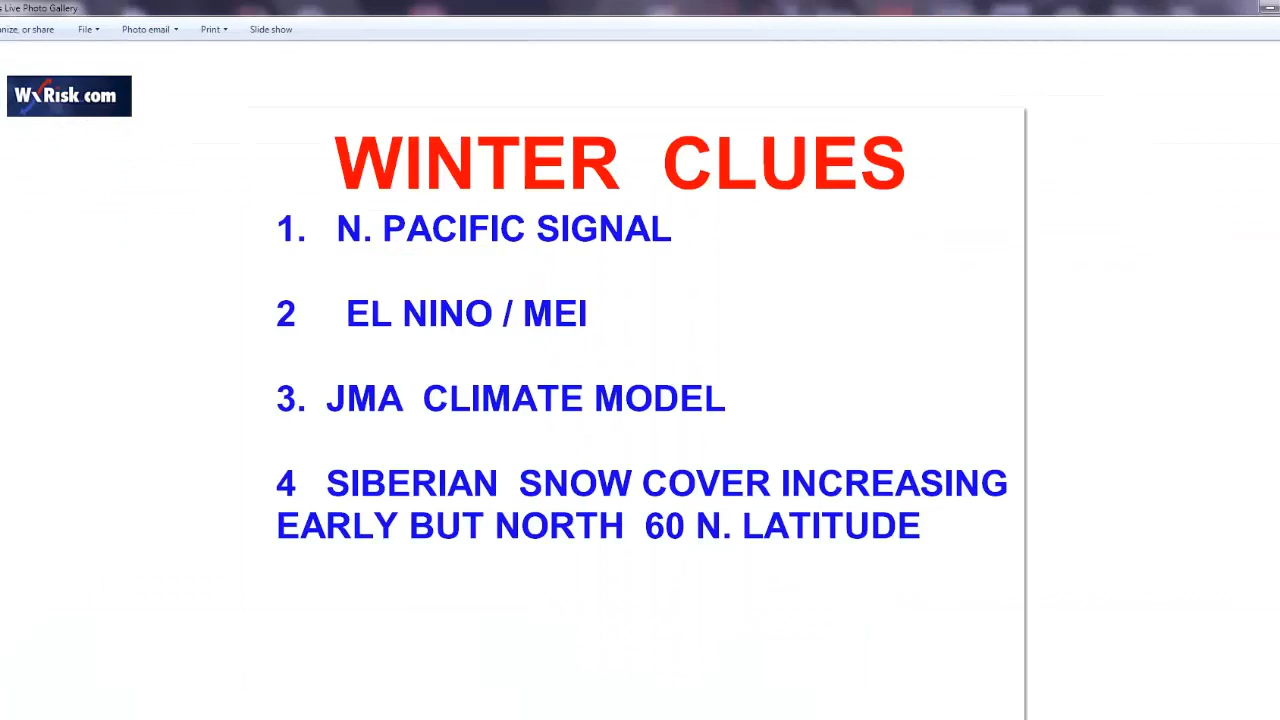 s Live Photo Gallery
nize, or share File Photo email Print Slide show
WxRisk.com
WINTER CLUES
1. N. PACIFIC SIGNAL
2 EL NINO / MEI
3. JMA CLIMATE MODEL
4 SIBERIAN SNOW COVER INCREASING
EARLY BUT NORTH 60 N. LATITUDE